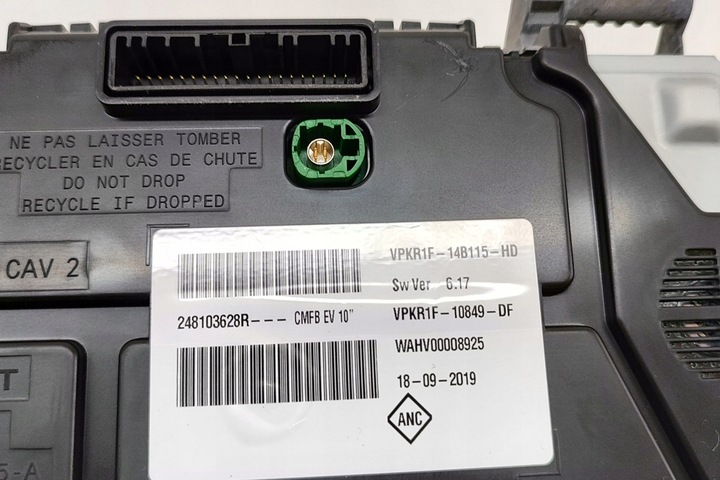 NE PAS LAISSER TOMBER
RECYCLER EN CAS DE CHUTE
DO NOT DROP
RECYCLE IF DROPPED
CAV 2
VPKR1F-14B115-HD
Sw Ver 6.17
248103628R--- CMFB EV 10"
VPKR1F-10849-DF
WAHV00008925
18-09-2019
ANC
T
5-A